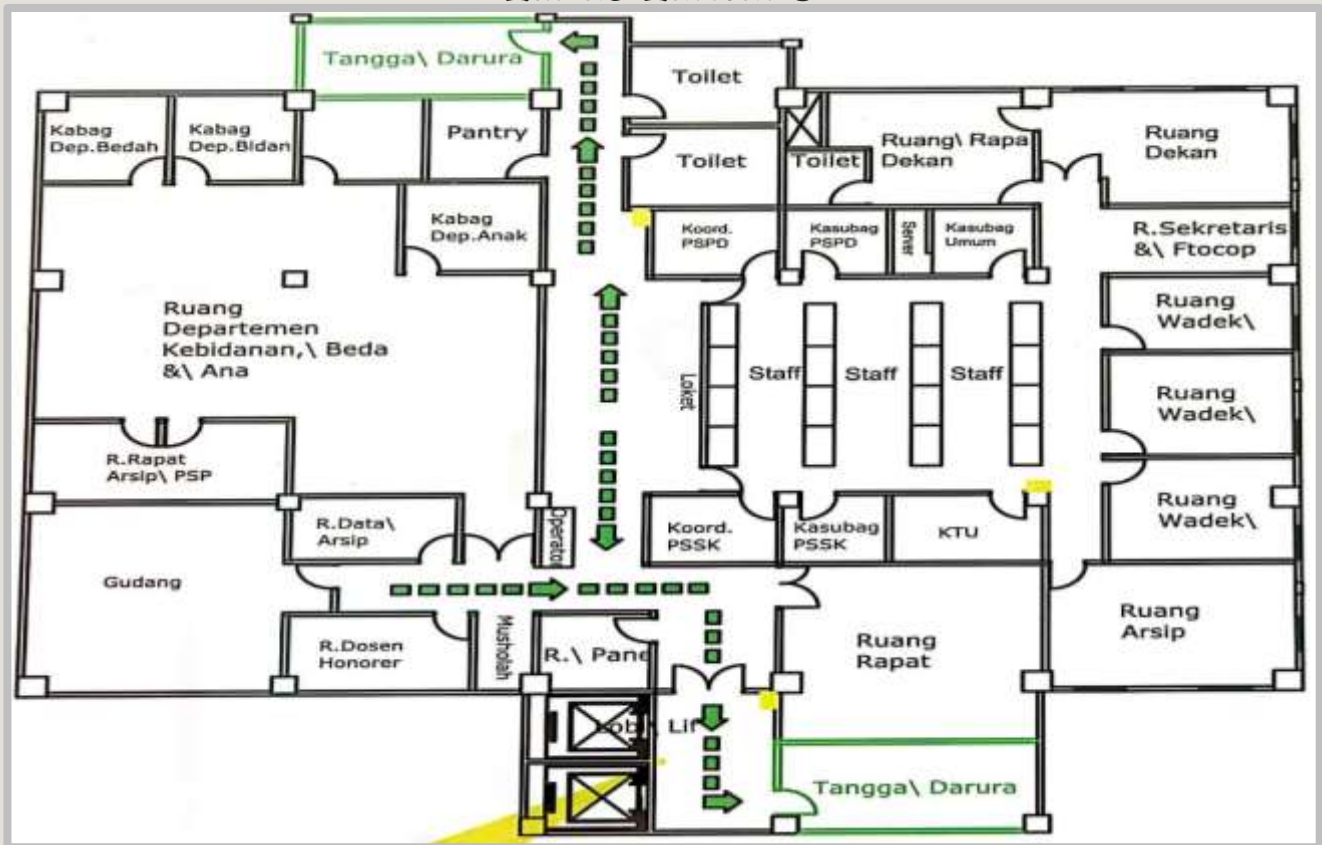 Tangga\ Darura
Toilet
Kabag
Dep.Bedah
Kabag
Dep.Bidan
Pantry
Toilet
Toilet
Ruang\ Rapa
Dekan
Ruang
Dekan
Kabag
Dep.Anak
Koord.
PSPD
Kasubag
PSPD
Server
Kasubag
Umum
R.Sekretaris
&\ Ftocop
Ruang
Departemen
Kebidanan,\ Beda
&\ Ana
Loket
Staff
Staff
Staff
Ruang
Wadek\
Ruang
Wadek\
Ruang
Wadek\
R.Rapat
Arsip\ PSP
R.Data\
Arsip
Operator
Koord.
PSSK
Kasubag
PSSK
KTU
Gudang
R.Dosen
Honorer
Musholah
R.\ Pane
Ruang
Rapat
Ruang
Arsip
Lobi\ Lif
Tangga\ Darura